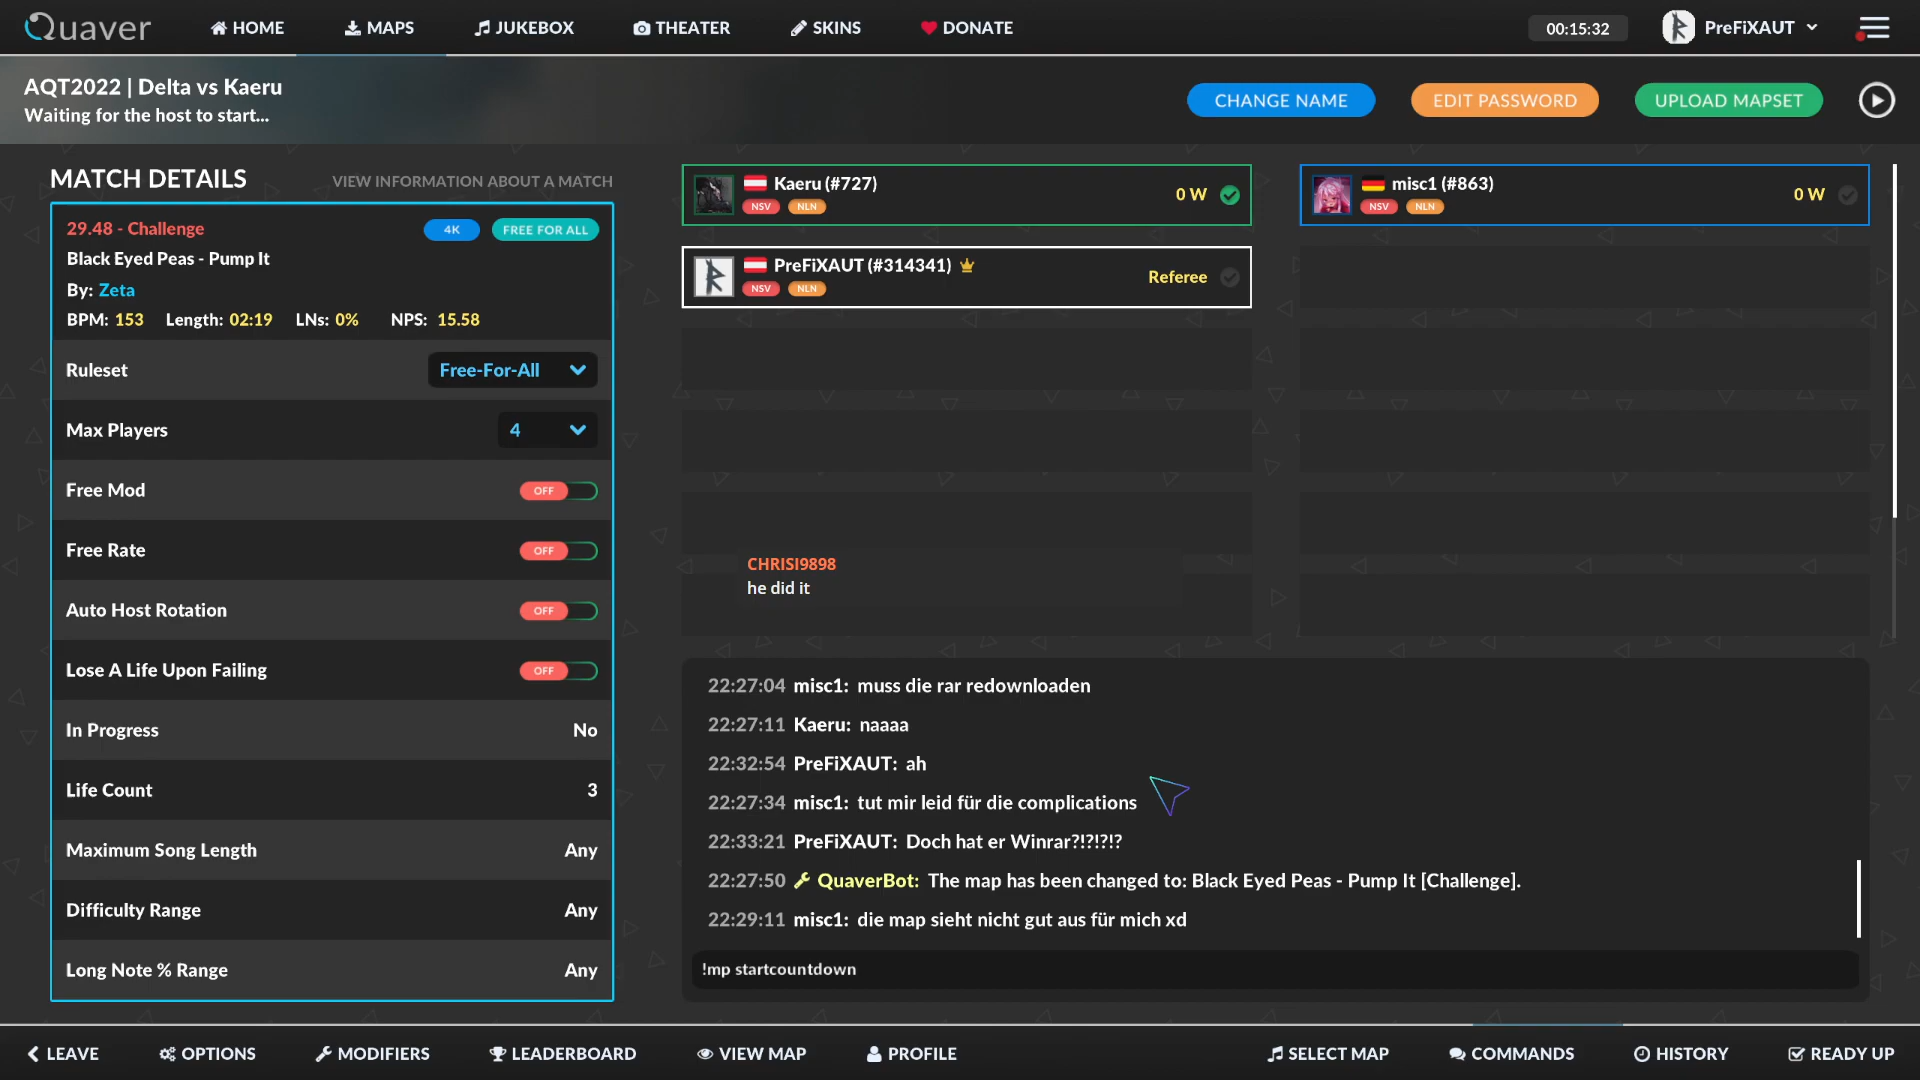 Quaver
HOME
MAPS
JUKEBOX
THEATER
SKINS
DONATE
00:15:32
PreFiXAUT
AQT2022 | Delta vs Kaeru
Waiting for the host to start...
CHANGE NAME
EDIT PASSWORD
UPLOAD MAPSET
MATCH DETAILS
VIEW INFORMATION ABOUT A MATCH
29.48 - Challenge
4K
FREE FOR ALL
Black Eyed Peas - Pump It
By: Zeta
BPM: 153 Length: 02:19 LNs: 0% NPS: 15.58
Ruleset
Free-For-All
Max Players
4
Free Mod
OFF
Free Rate
OFF
Auto Host Rotation
OFF
Lose A Life Upon Failing
OFF
In Progress
No
Life Count
3
Maximum Song Length
Any
Difficulty Range
Any
Long Note % Range
Any
Kaeru (#727)
NSV NLN
0 W
misc1 (#863)
NSV NLN
0 W
PreFiXAUT (#314341)
NSV NLN
Referee
CHRISI9898
he did it
22:27:04 misc1: muss die rar redownloaden
22:27:11 Kaeru: naaaa
22:32:54 PreFiXAUT: ah
22:27:34 misc1: tut mir leid für die complications
22:33:21 PreFiXAUT: Doch hat er Winrar?!?!?!?
22:27:50 QuaverBot: The map has been changed to: Black Eyed Peas - Pump It [Challenge].
22:29:11 misc1: die map sieht nicht gut aus für mich xd
!mp startcountdown
LEAVE
OPTIONS
MODIFIERS
LEADERBOARD
VIEW MAP
PROFILE
SELECT MAP
COMMANDS
HISTORY
READY UP